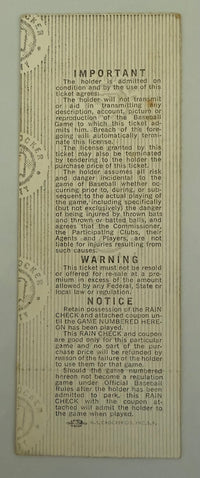 IMPORTANT
The holder is admitted on
condition and by the use of this
ticket agrees:
The holder will not transmit
or aid in transmitting any
description, account, picture or
reproduction of the Baseball
Game to which this ticket ad-
mits him. Breach of the fore-
going will automatically termi-
nate this license.
The license granted by this
ticket may also be terminated
by tendering to the holder the
purchase price of this ticket.
The holder assumes all risk
and danger incidental to the
game of Baseball whether oc-
curring prior to, during, or sub-
sequent to the actual playing of
the game, including specifically
(but not exclusively) the danger
of being injured by thrown bats
and thrown or batted balls, and
agrees that the Commissioner,
the Participating Clubs, their
Agents and Players, are not
liable for injuries resulting from
such causes.
WARNING
This ticket must not be resold
or offered for re-sale at a pre-
mium in excess of the amount
allowed by any Federal, State or
local law or regulation.
NOTICE
Retain possession of the RAIN
CHECK and attached coupon un-
til the GAME NUMBERED HERE-
ON has been played.
This RAIN CHECK and coupon
are good only for this particular
game and no part of the pur-
chase price will be refunded by
reason of the failure of the holder
to use them for that game.
Should the game numbered
hereon not become a regulation
game under Official Baseball
Rules after the holder has been
admitted to park, this RAIN
CHECK with the coupon at-
tached will admit the holder to
the game when played.